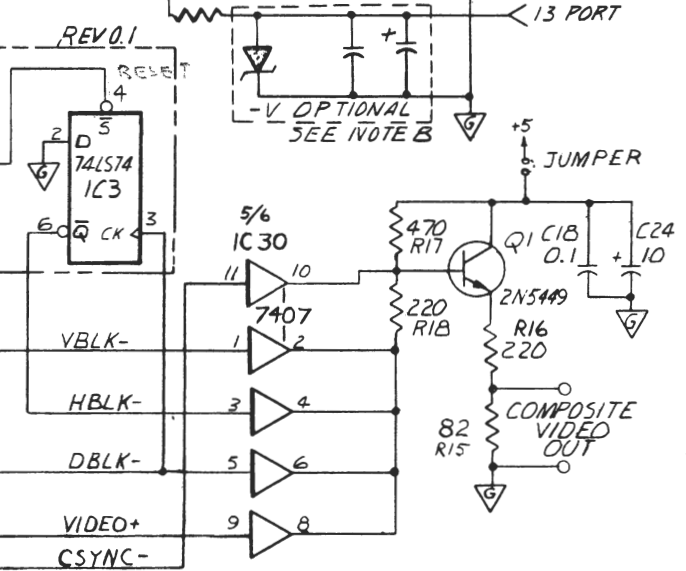 13 PORT
REV 0.1
RESET
4
+
S
-V OPTIONAL
SEE NOTE B
G
2 D
74LS74
IC3
G
+5
JUMPER
6 Q CK 3
5/6
IC30
470
R17
Q1
C18
0.1
C24
+ 10
11 10
7407
220
R18
2N5449
G
VBLK- 1 2
R16
220
HBLK- 3 4
COMPOSITE
VIDEO
OUT
82
R15
DBLK- 5 6
G
VIDEO+ 9 8
CSYNC-